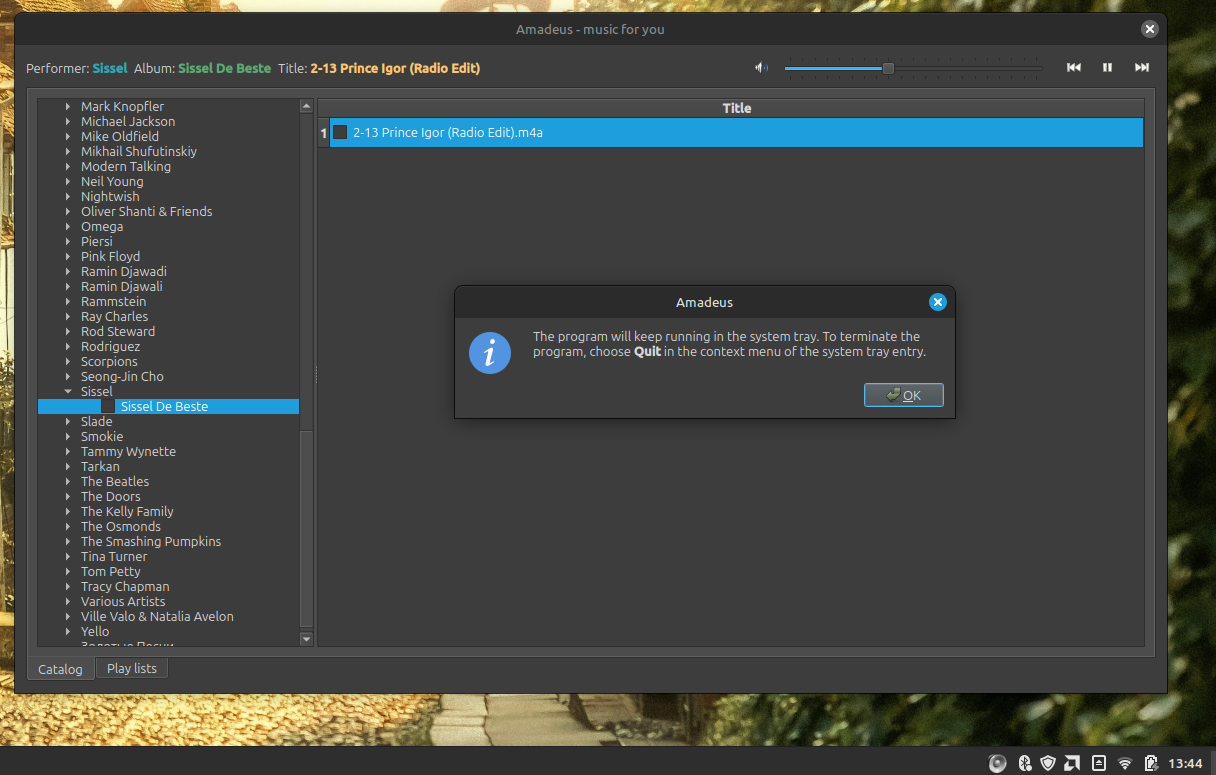 Amadeus - music for you
Performer: Sissel Album: Sissel De Beste Title: 2-13 Prince Igor (Radio Edit)
Mark Knopfler
Michael Jackson
Mike Oldfield
Mikhail Shufutinskiy
Modern Talking
Neil Young
Nightwish
Oliver Shanti & Friends
Omega
Piersi
Pink Floyd
Ramin Djawadi
Ramin Djawali
Rammstein
Ray Charles
Rod Steward
Rodriguez
Scorpions
Seong-Jin Cho
Sissel
Sissel De Beste
Slade
Smokie
Tammy Wynette
Tarkan
The Beatles
The Doors
The Kelly Family
The Osmonds
The Smashing Pumpkins
Tina Turner
Tom Petty
Tracy Chapman
Various Artists
Ville Valo & Natalia Avelon
Yello
Золотые Песни
Title
1 2-13 Prince Igor (Radio Edit).m4a
Amadeus
The program will keep running in the system tray. To terminate the
program, choose Quit in the context menu of the system tray entry.
OK
Catalog
Play lists
13:44